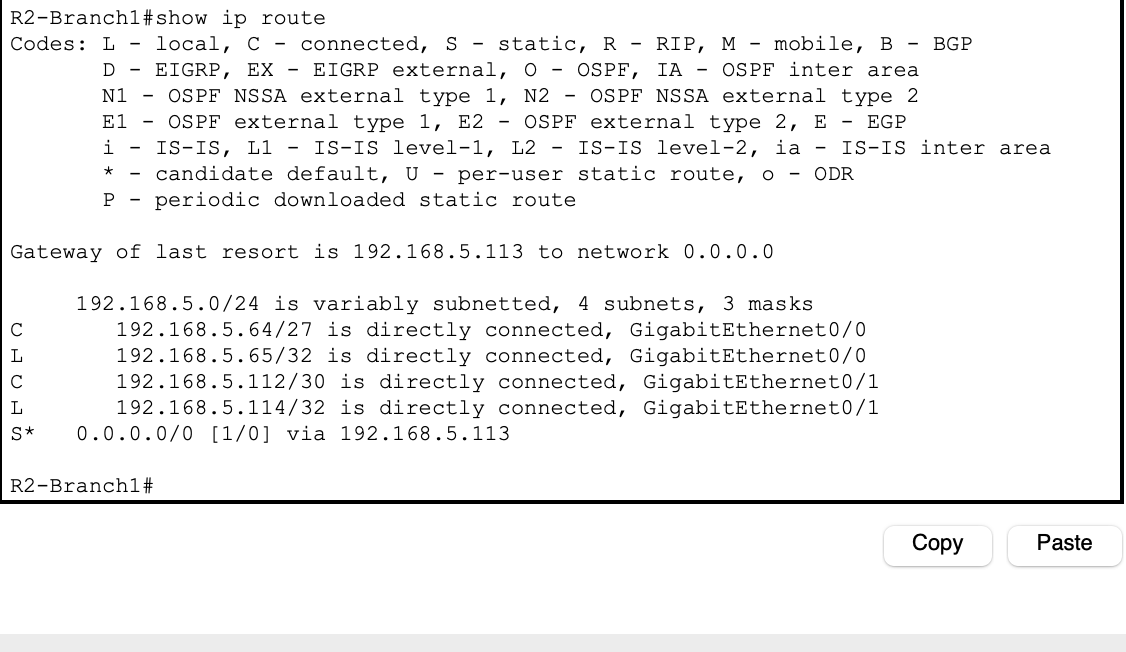 R2-Branch1#show ip route
Codes: L - local, C - connected, S - static, R - RIP, M - mobile, B - BGP
D - EIGRP, EX - EIGRP external, O - OSPF, IA - OSPF inter area
N1 - OSPF NSSA external type 1, N2 - OSPF NSSA external type 2
E1 - OSPF external type 1, E2 - OSPF external type 2, E - EGP
i - IS-IS, L1 - IS-IS level-1, L2 - IS-IS level-2, ia - IS-IS inter area
* - candidate default, U - per-user static route, o - ODR
P - periodic downloaded static route
Gateway of last resort is 192.168.5.113 to network 0.0.0.0
192.168.5.0/24 is variably subnetted, 4 subnets, 3 masks
C 192.168.5.64/27 is directly connected, GigabitEthernet0/0
L 192.168.5.65/32 is directly connected, GigabitEthernet0/0
C 192.168.5.112/30 is directly connected, GigabitEthernet0/1
L 192.168.5.114/32 is directly connected, GigabitEthernet0/1
S* 0.0.0.0/0 [1/0] via 192.168.5.113
R2-Branch1#
Copy Paste